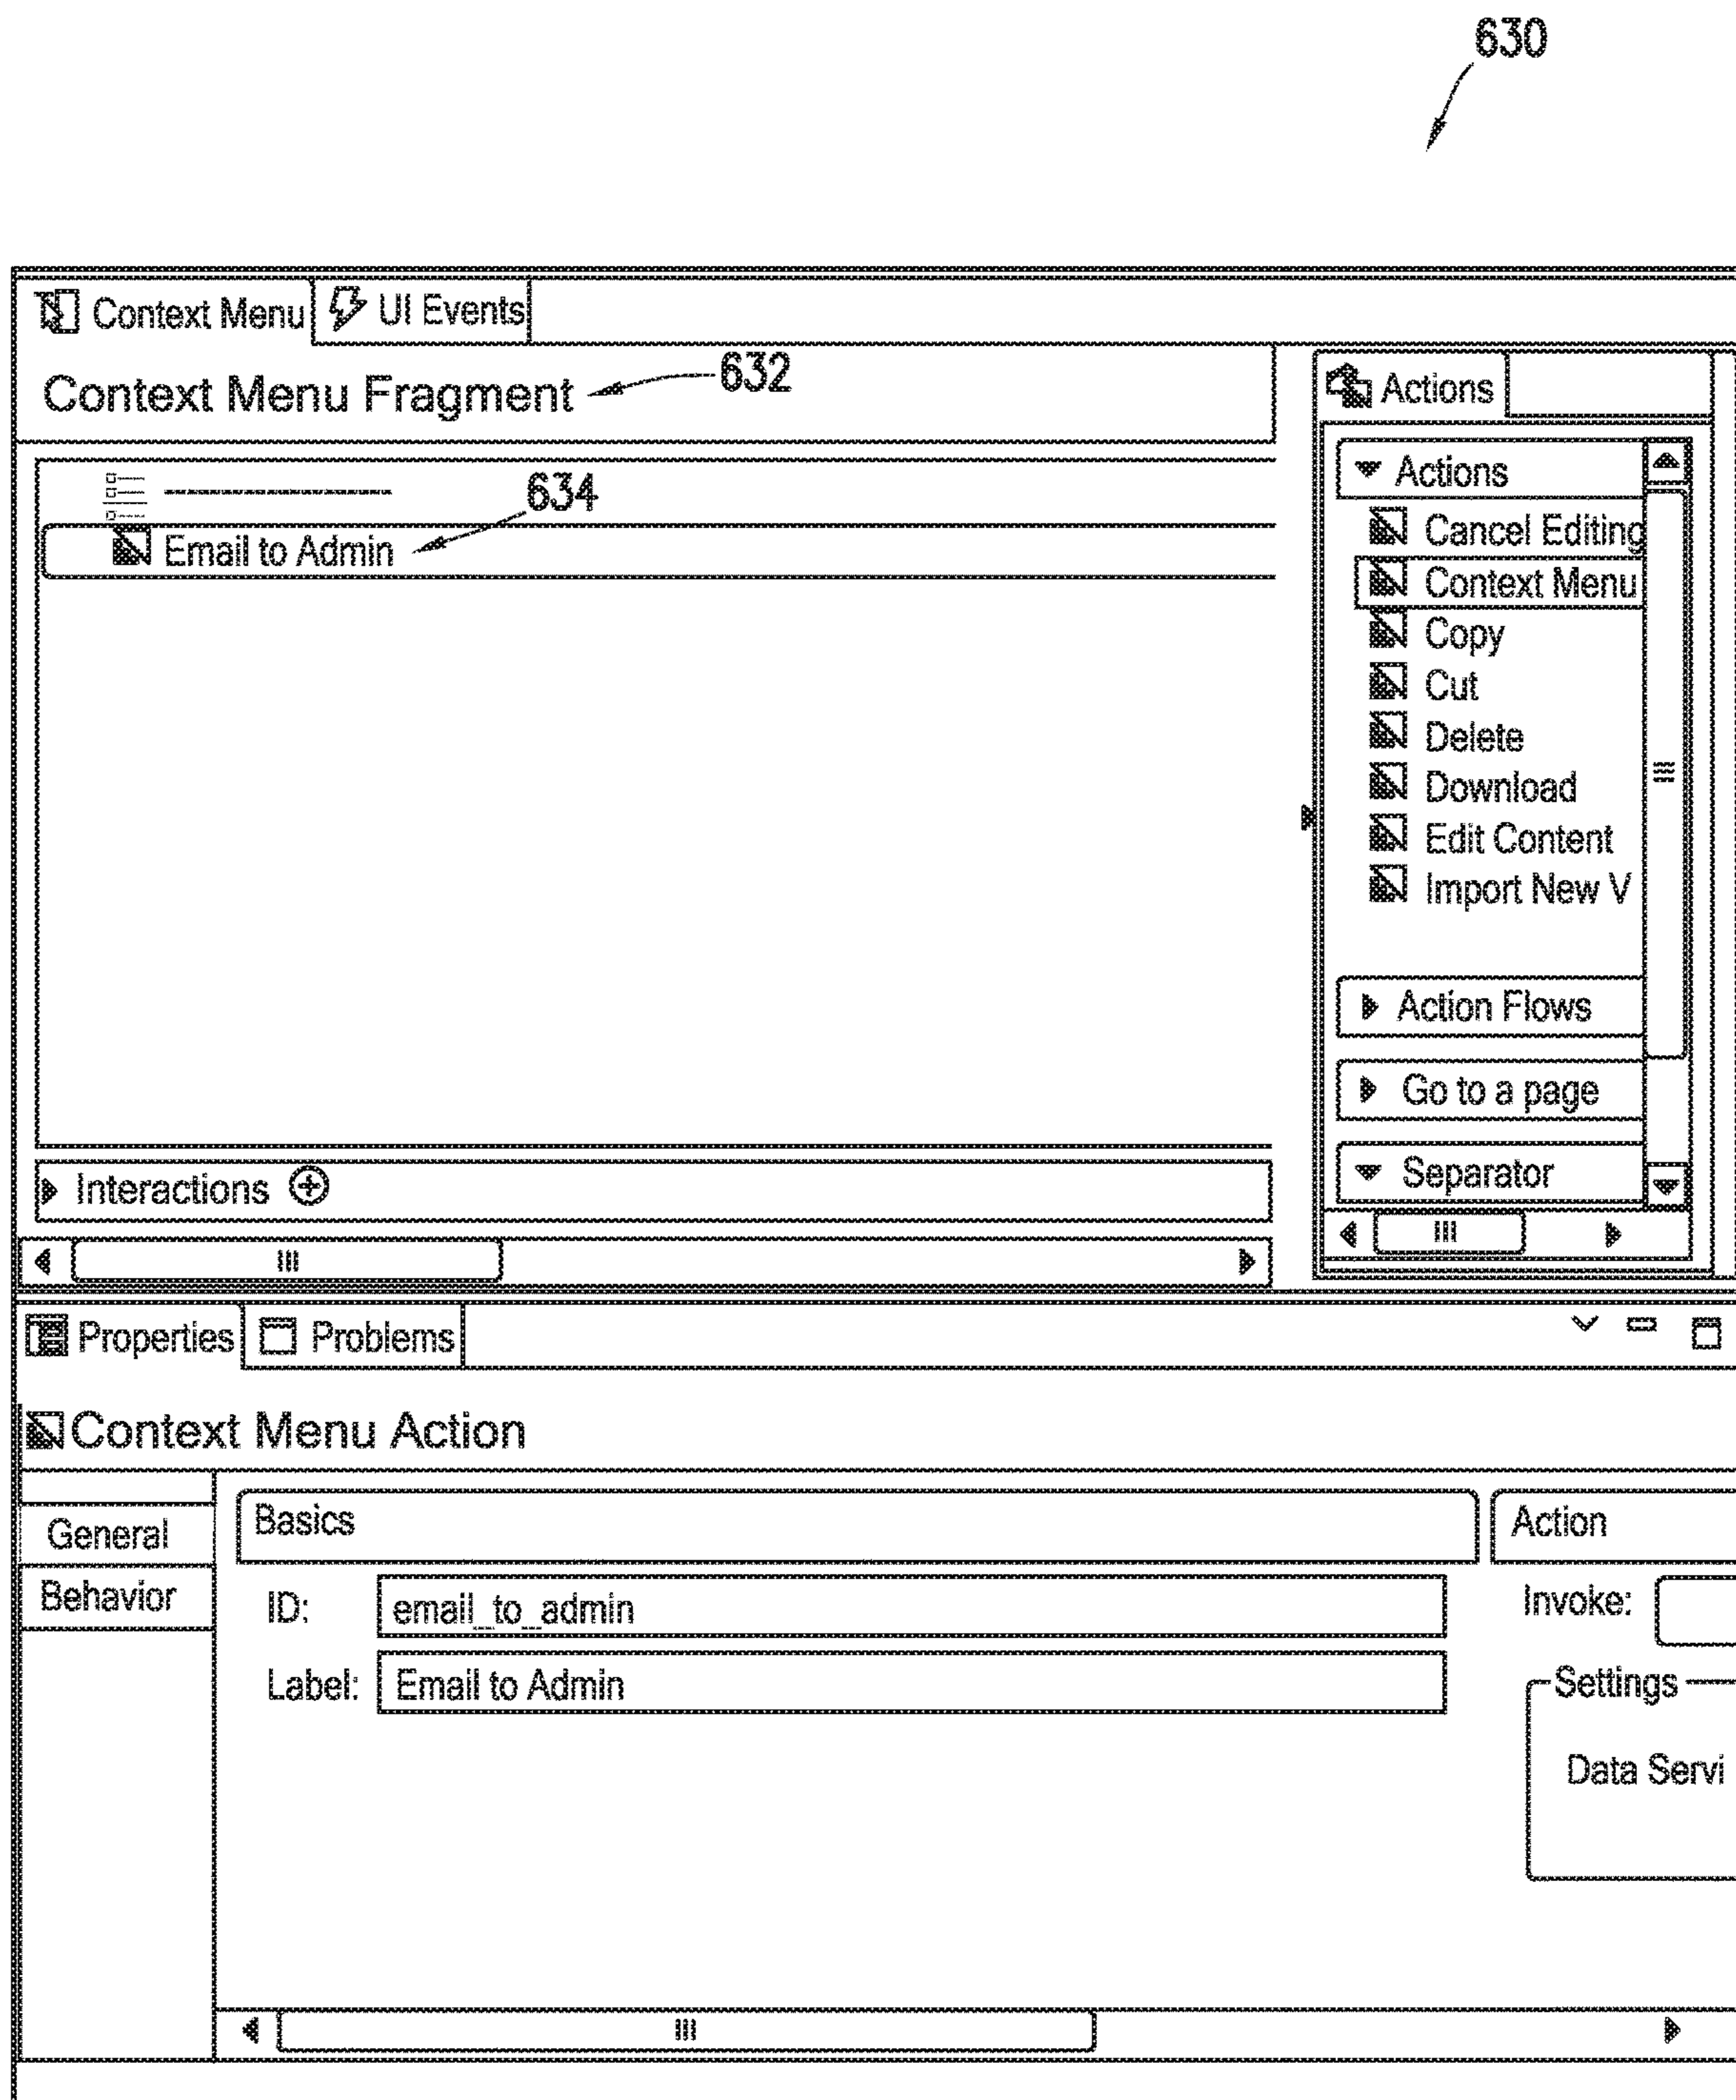 630
Context Menu UI Events
Context Menu Fragment 632
Actions
634
Email to Admin
Actions
Cancel Editing
Context Menu
Copy
Cut
Delete
Download
Edit Content
Import New V
Action Flows
Go to a page
Separator
Interactions
Properties Problems
Context Menu Action
General
Behavior
Basics
ID: email_to_admin
Label: Email to Admin
Action
Invoke:
Settings
Data Servi